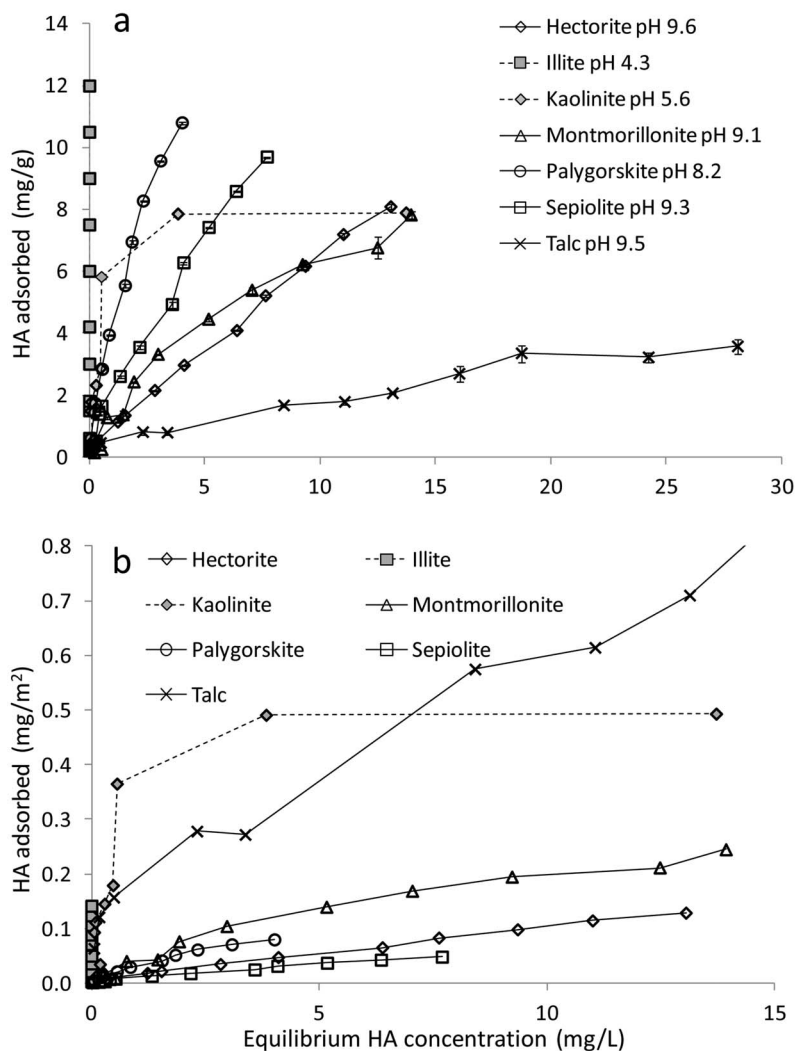 a
Hectorite pH 9.6
Illite pH 4.3
Kaolinite pH 5.6
Montmorillonite pH 9.1
Palygorskite pH 8.2
Sepiolite pH 9.3
Talc pH 9.5
HA adsorbed (mg/g)
14
12
10
8
6
4
2
0
0 5 10 15 20 25 30
b
Hectorite Illite
Kaolinite Montmorillonite
Palygorskite Sepiolite
Talc
HA adsorbed (mg/m²)
0.8
0.7
0.6
0.5
0.4
0.3
0.2
0.1
0.0
0 5 10 15
Equilibrium HA concentration (mg/L)